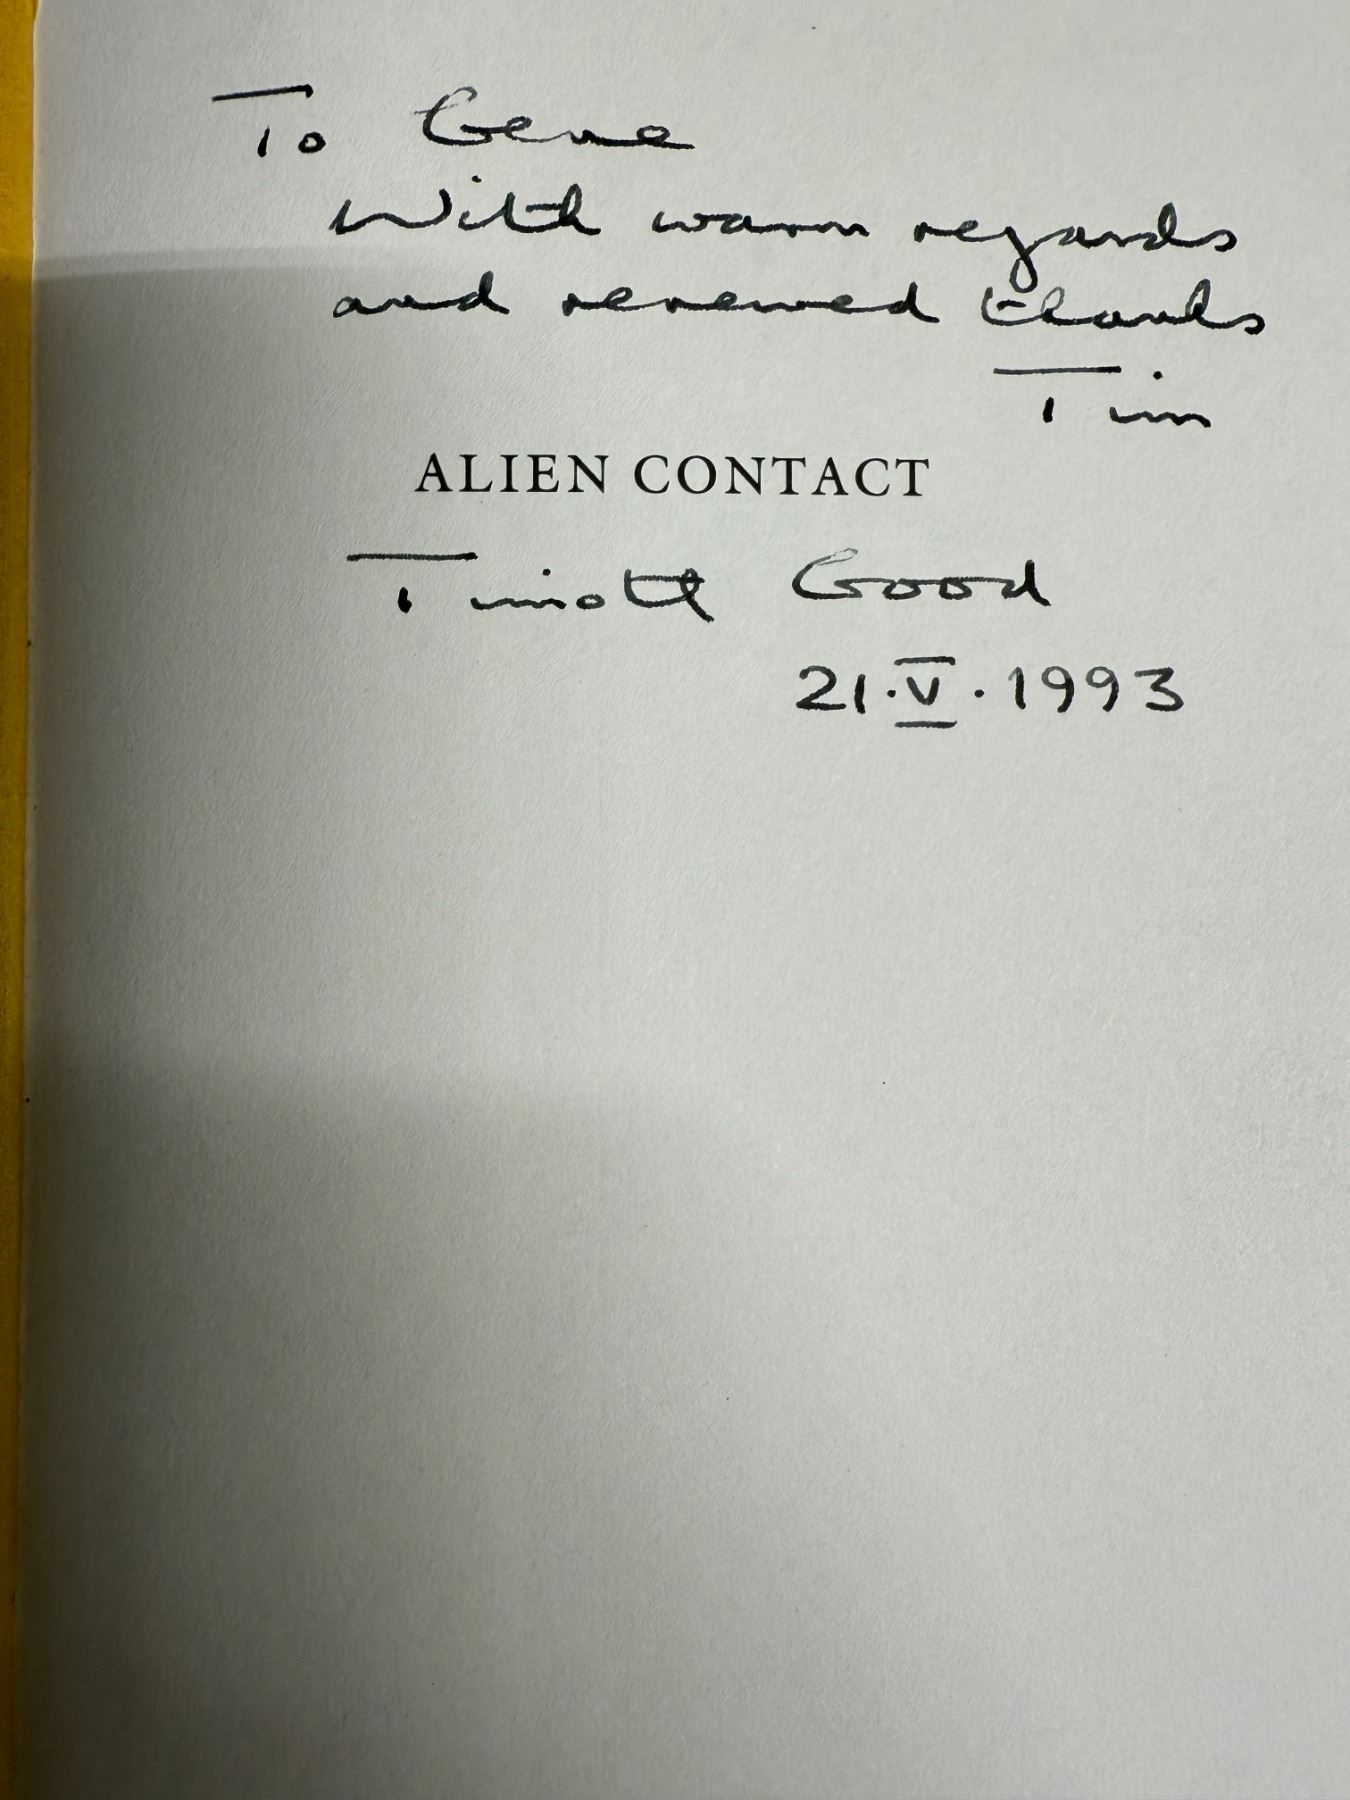 To Gene
With warm regards
and renewed thanks
Tim
ALIEN CONTACT
Timothy Good
21·V·1993